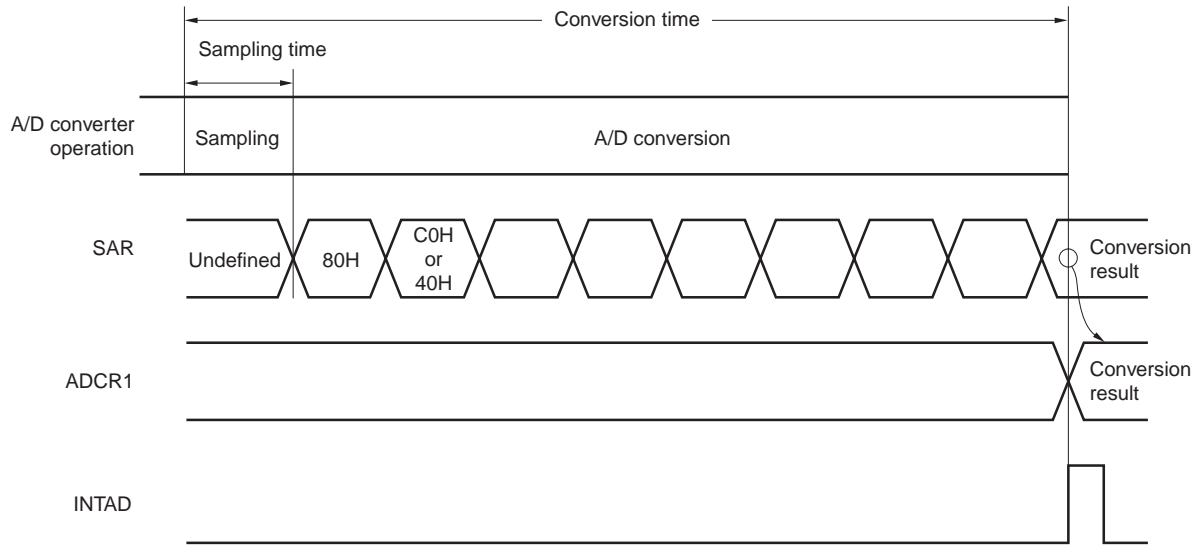 Conversion time
Sampling time
A/D converter
operation
Sampling
A/D conversion
SAR
Undefined
80H
C0H
or
40H
Conversion
result
ADCR1
Conversion
result
INTAD